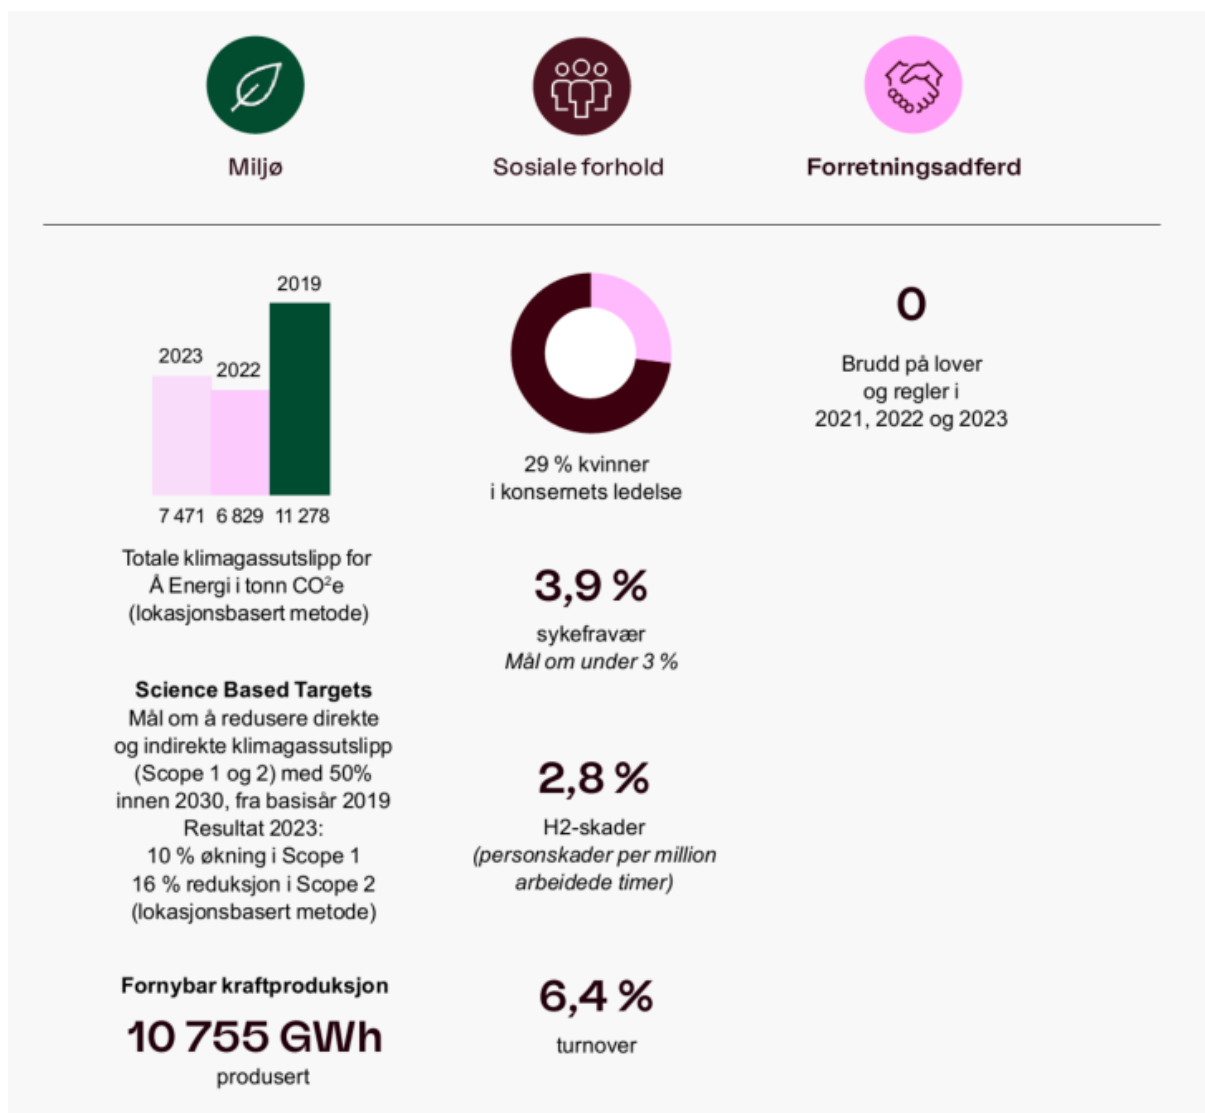 Miljø
Sosiale forhold
Forretningsadferd
2019
2023
2022
7 471 6 829 11 278
Totale klimagassutslipp for
Å Energi i tonn CO²e
(lokasjonsbasert metode)
Science Based Targets
Mål om å redusere direkte
og indirekte klimagassutslipp
(Scope 1 og 2) med 50%
innen 2030, fra basisår 2019
Resultat 2023:
10 % økning i Scope 1
16 % reduksjon i Scope 2
(lokasjonsbasert metode)
Fornybar kraftproduksjon
10 755 GWh
produsert
29 % kvinner
i konsernets ledelse
3,9 %
sykefravær
Mål om under 3 %
2,8 %
H2-skader
(personskader per million
arbeidede timer)
6,4 %
turnover
0
Brudd på lover
og regler i
2021, 2022 og 2023